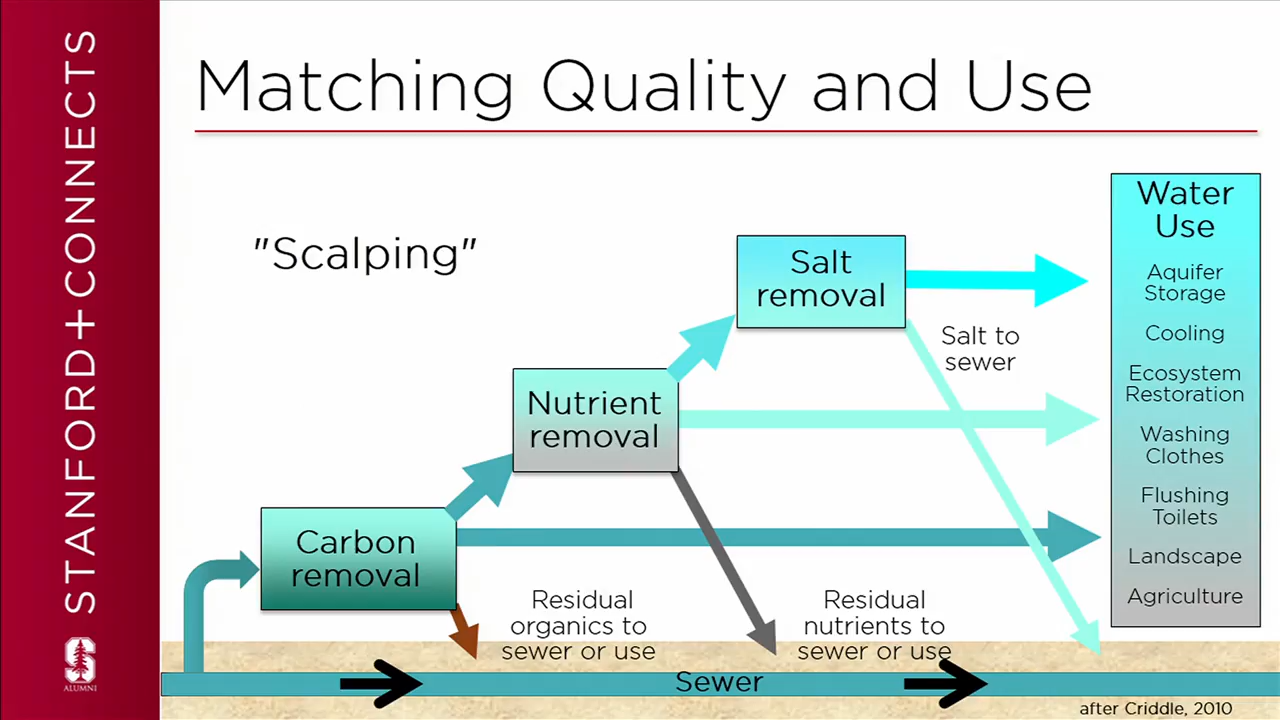 STANFORD+CONNECTS
S
ALUMNI
Matching Quality and Use
"Scalping"
Carbon
removal
Nutrient
removal
Salt
removal
Salt to
sewer
Residual
organics to
sewer or use
Residual
nutrients to
sewer or use
Sewer
Water
Use
Aquifer
Storage
Cooling
Ecosystem
Restoration
Washing
Clothes
Flushing
Toilets
Landscape
Agriculture
after Criddle, 2010